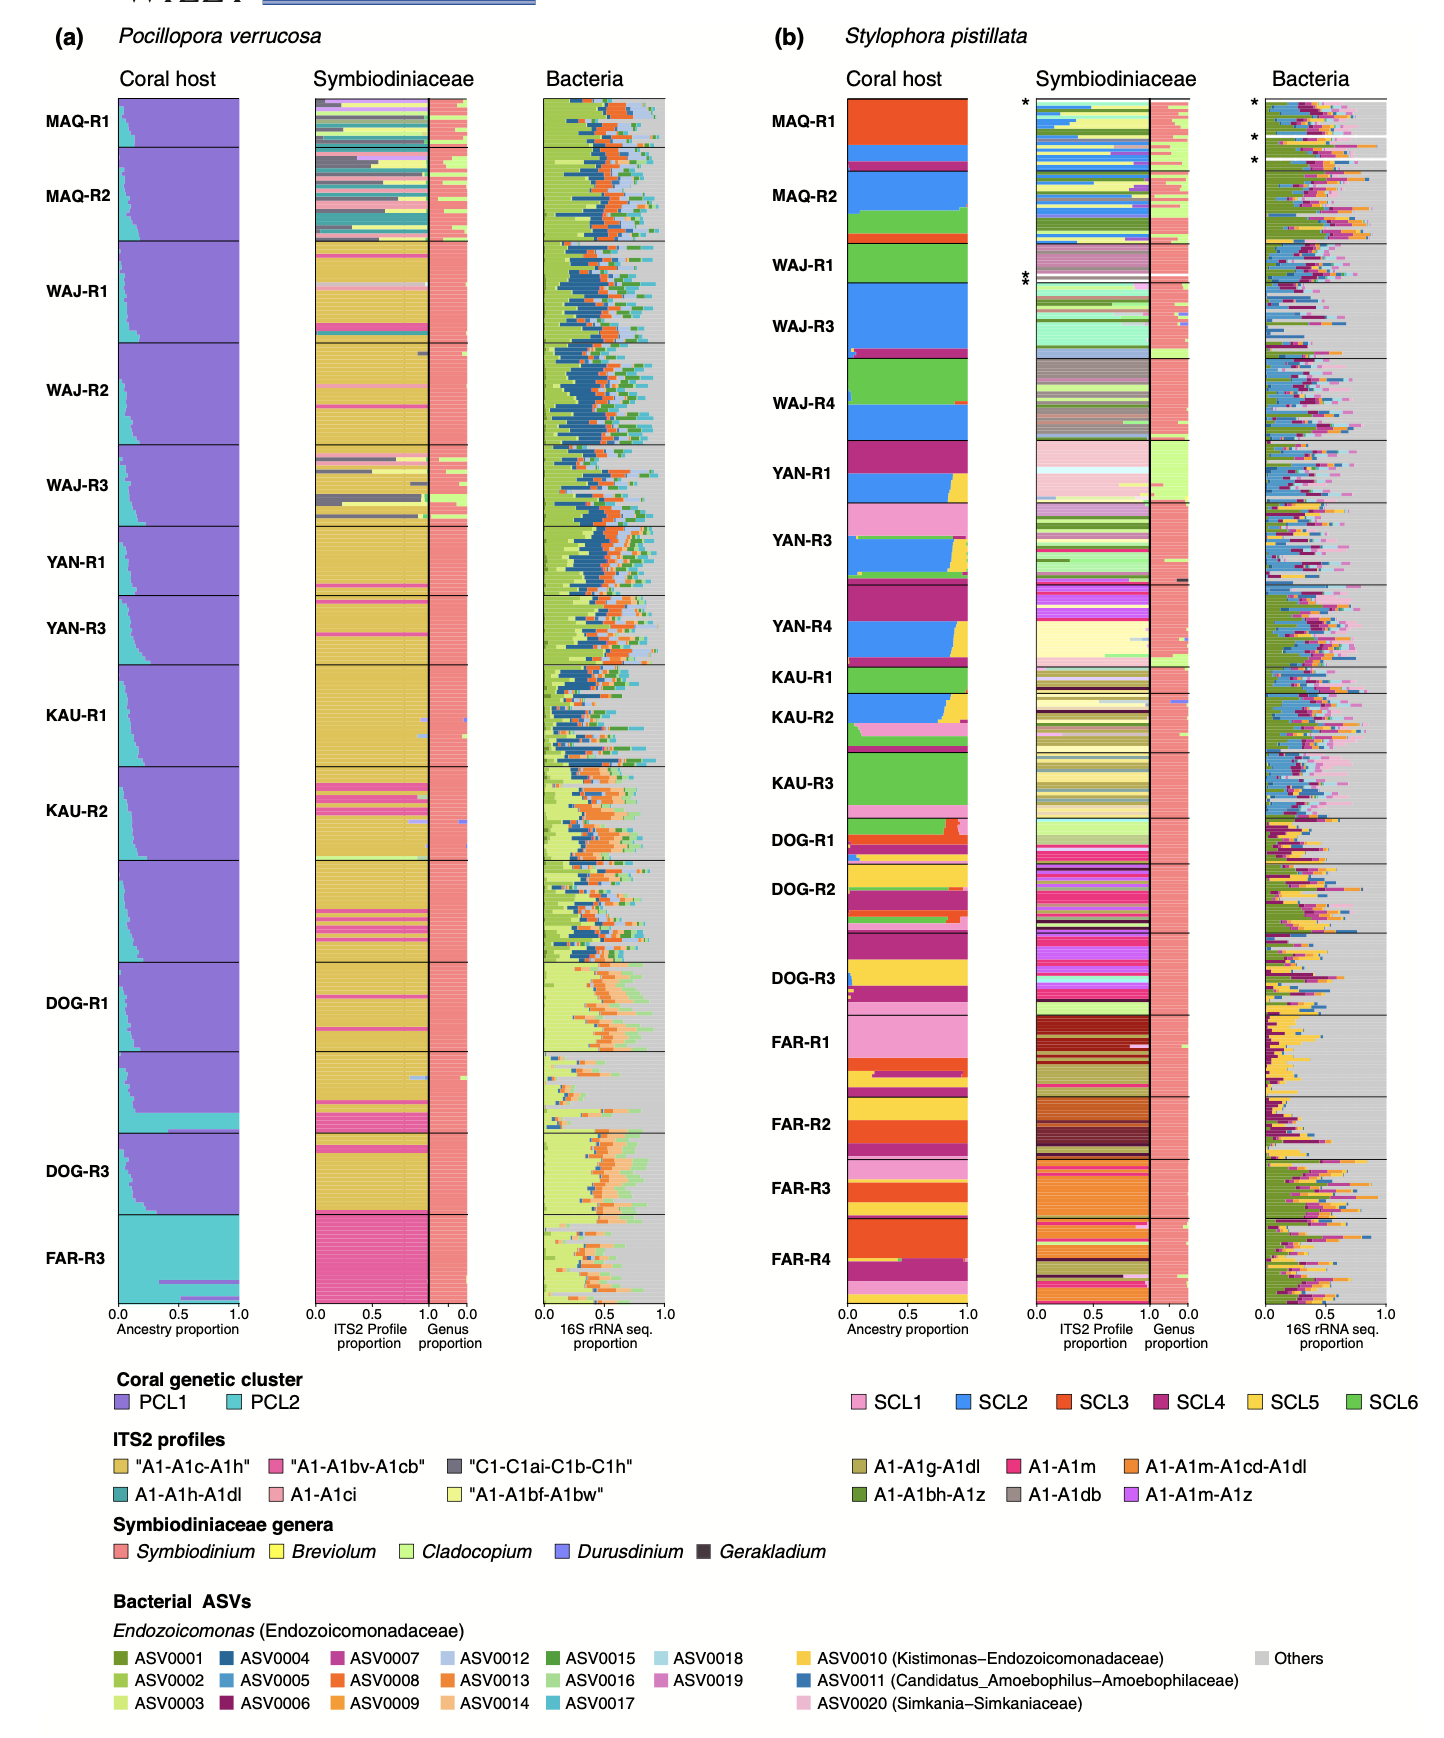 (a) Pocillopora verrucosa
Coral host Symbiodiniaceae Bacteria
MAQ-R1
MAQ-R2
WAJ-R1
WAJ-R2
WAJ-R3
YAN-R1
YAN-R3
KAU-R1
KAU-R2
DOG-R1
DOG-R3
FAR-R3
0.0 0.5 1.0 0.0 0.5 1.0 0.0 0.0 0.5 1.0
Ancestry proportion ITS2 Profile proportion Genus proportion 16S rRNA seq. proportion
(b) Stylophora pistillata
Coral host Symbiodiniaceae Bacteria
* *
MAQ-R1
*
*
MAQ-R2
WAJ-R1
*
*
WAJ-R3
WAJ-R4
YAN-R1
YAN-R3
YAN-R4
KAU-R1
KAU-R2
KAU-R3
DOG-R1
DOG-R2
DOG-R3
FAR-R1
FAR-R2
FAR-R3
FAR-R4
0.0 0.5 1.0 0.0 0.5 1.0 0.0 0.0 0.5 1.0
Ancestry proportion ITS2 Profile proportion Genus proportion 16S rRNA seq. proportion
Coral genetic cluster
PCL1 PCL2 SCL1 SCL2 SCL3 SCL4 SCL5 SCL6
ITS2 profiles
"A1-A1c-A1h" "A1-A1bv-A1cb" "C1-C1ai-C1b-C1h" A1-A1g-A1dl A1-A1m A1-A1m-A1cd-A1dl
A1-A1h-A1dl A1-A1ci "A1-A1bf-A1bw" A1-A1bh-A1z A1-A1db A1-A1m-A1z
Symbiodiniaceae genera
Symbiodinium Breviolum Cladocopium Durusdinium Gerakladium
Bacterial ASVs
Endozoicomonas (Endozoicomonadaceae)
ASV0001 ASV0004 ASV0007 ASV0012 ASV0015 ASV0018 ASV0010 (Kistimonas–Endozoicomonadaceae) Others
ASV0002 ASV0005 ASV0008 ASV0013 ASV0016 ASV0019 ASV0011 (Candidatus_Amoebophilus–Amoebophilaceae)
ASV0003 ASV0006 ASV0009 ASV0014 ASV0017 ASV0020 (Simkania–Simkaniaceae)